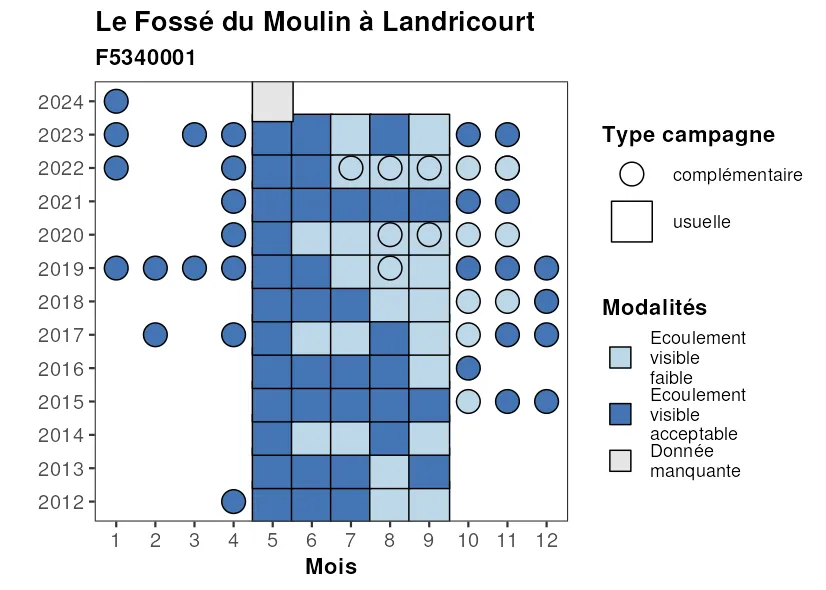 Le Fossé du Moulin à Landricourt
F5340001
2024
2023
2022
2021
2020
2019
2018
2017
2016
2015
2014
2013
2012
1 2 3 4 5 6 7 8 9 10 11 12
Mois
Type campagne
complémentaire
usuelle
Modalités
Ecoulement
visible
faible
Ecoulement
visible
acceptable
Donnée
manquante